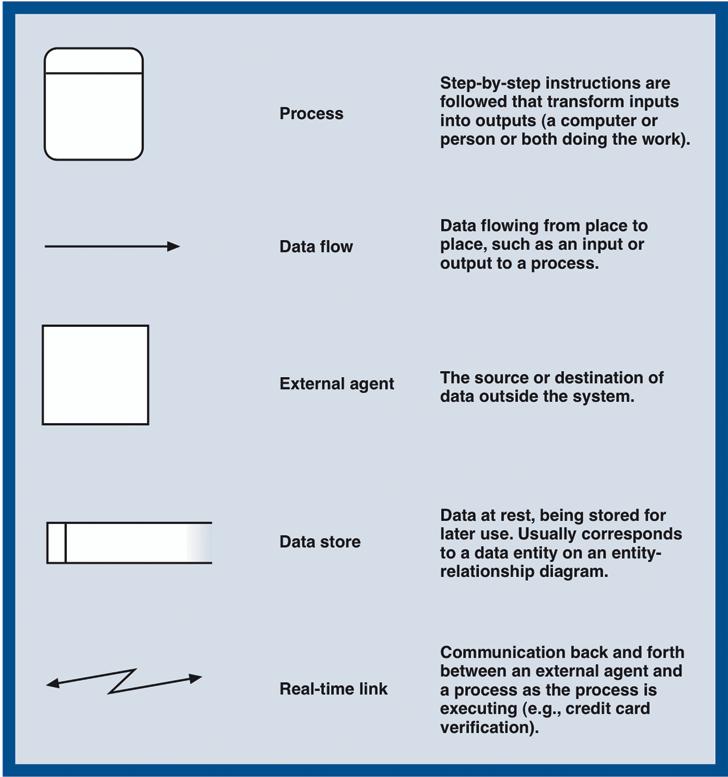 Process
Step-by-step instructions are
followed that transform inputs
into outputs (a computer or
person or both doing the work).
Data flow
Data flowing from place to
place, such as an input or
output to a process.
External agent
The source or destination of
data outside the system.
Data store
Data at rest, being stored for
later use. Usually corresponds
to a data entity on an entity-
relationship diagram.
Real-time link
Communication back and forth
between an external agent and
a process as the process is
executing (e.g., credit card
verification).